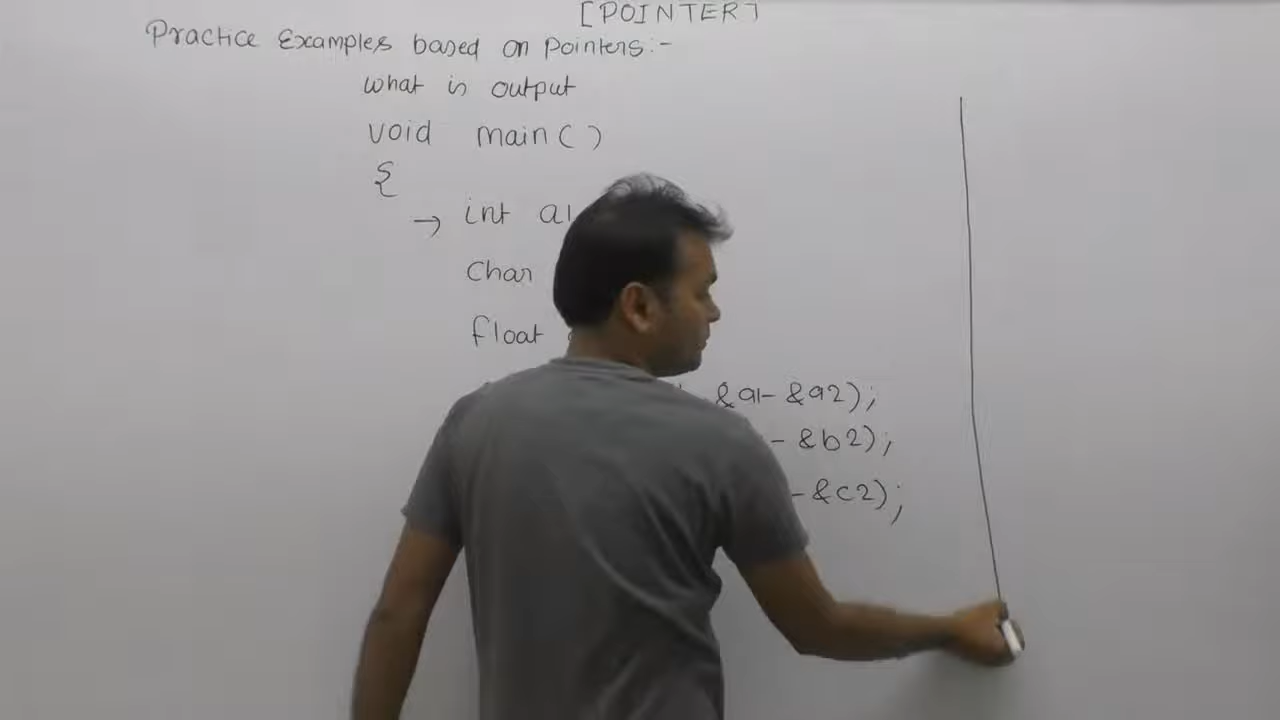 [POINTER]
Practice Examples based on pointers:-
what is output
void main()
{
→ int a1
char
float
&a1- &a2);
- &b2);
-&c2);